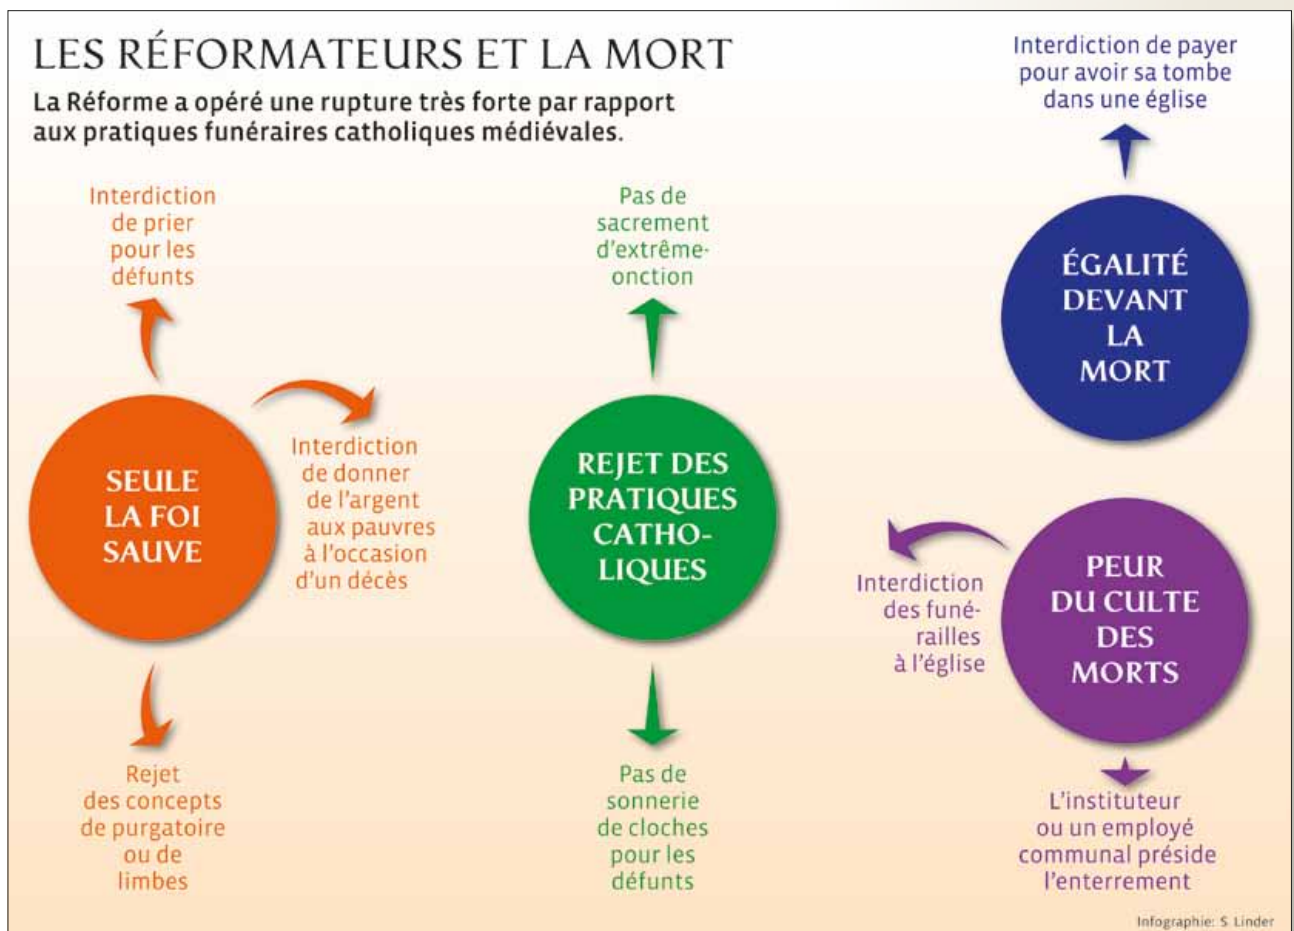 LES RÉFORMATEURS ET LA MORT
La Réforme a opéré une rupture très forte par rapport
aux pratiques funéraires catholiques médiévales.
Interdiction
de prier
pour les
défunts
SEULE
LA FOI
SAUVE
Interdiction
de donner
de l'argent
aux pauvres
à l'occasion
d'un décès
Rejet
des concepts
de purgatoire
ou de
limbes
Pas de
sacrement
d'extrême-
onction
REJET DES
PRATIQUES
CATHO-
LIQUES
Pas de
sonnerie
de cloches
pour les
défunts
Interdiction de payer
pour avoir sa tombe
dans une église
ÉGALITÉ
DEVANT
LA
MORT
PEUR
DU CULTE
DES
MORTS
Interdiction
des funé-
railles
à l'église
L'instituteur
ou un employé
communal préside
l'enterrement
Infographie: S. Linder